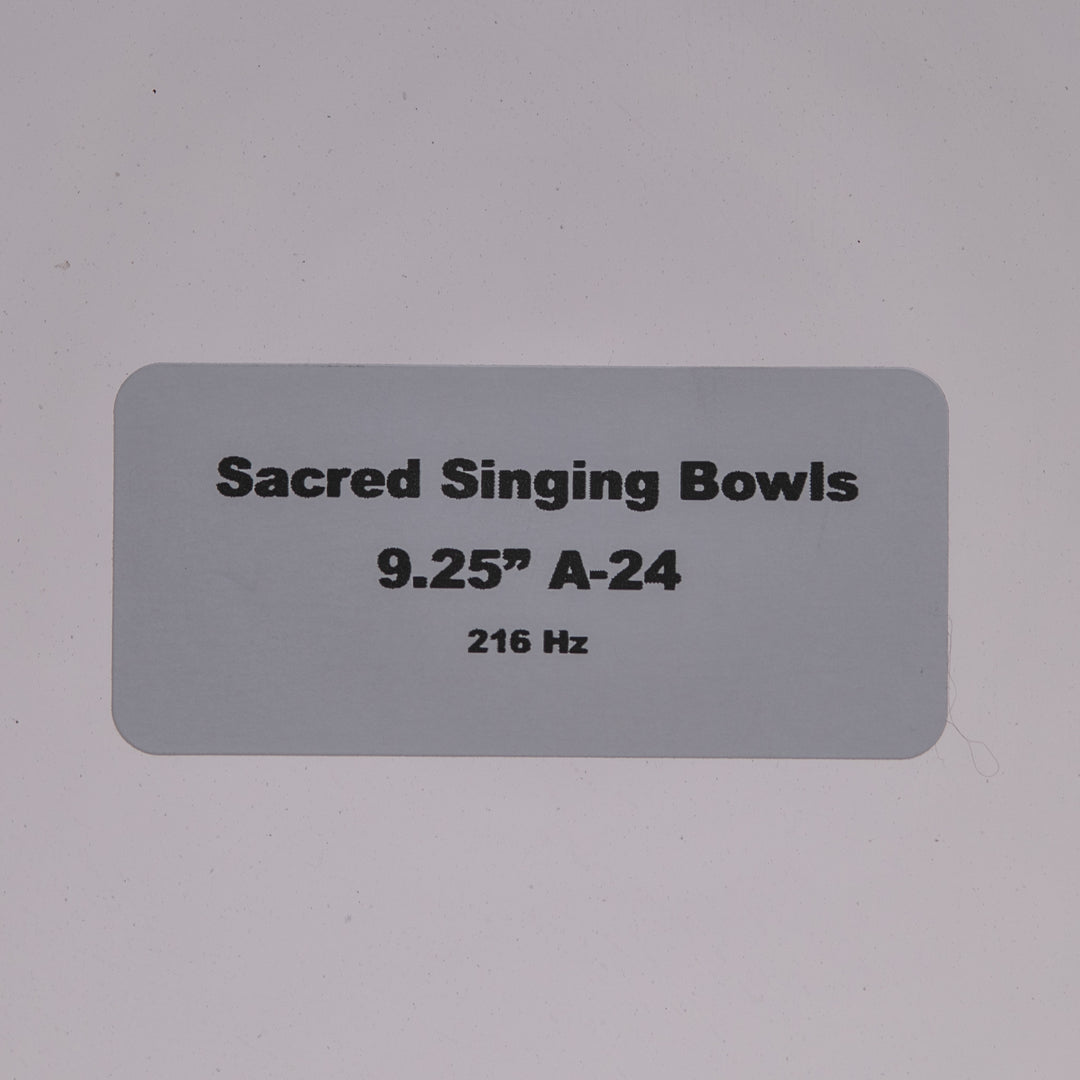 Sacred Singing Bowls
9.25” A-24
216 Hz